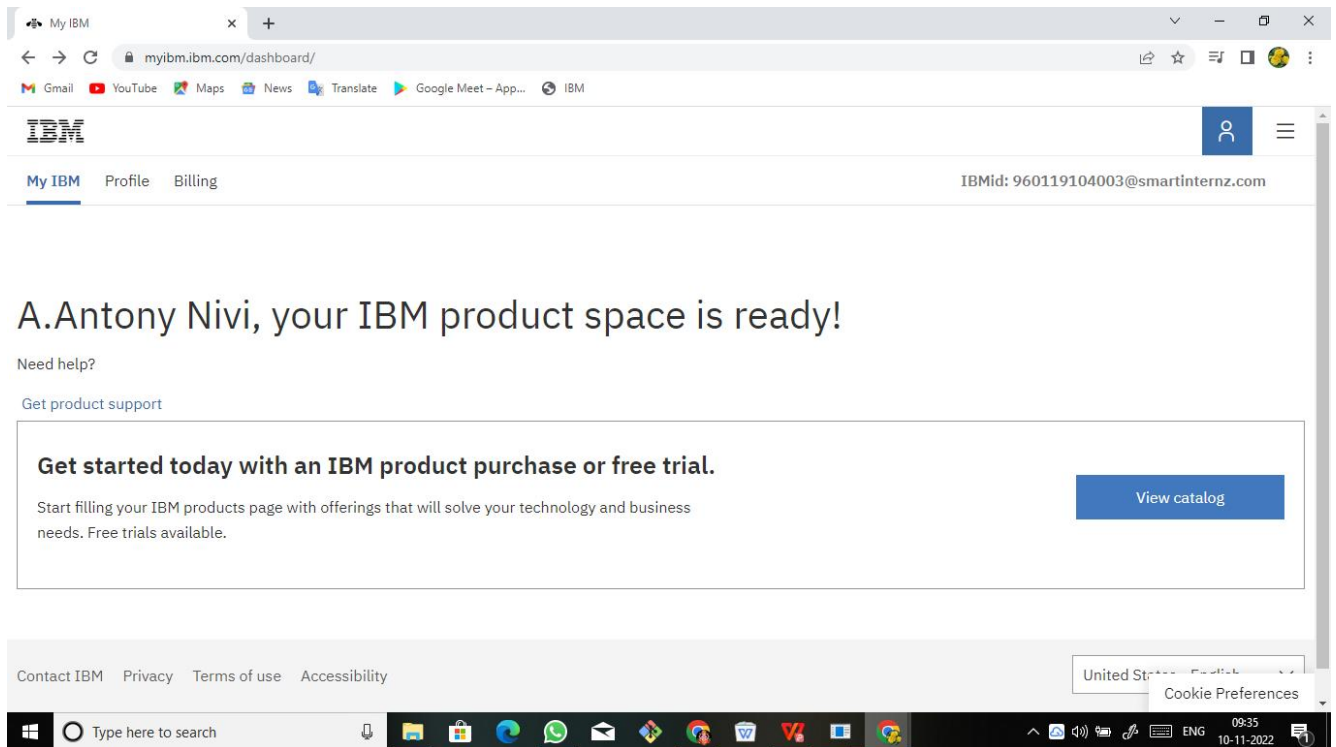 My IBM
myibm.ibm.com/dashboard/
Gmail YouTube Maps News Translate Google Meet – App... IBM
IBM
My IBM Profile Billing IBMid: 960119104003@smartinternz.com
A.Antony Nivi, your IBM product space is ready!
Need help?
Get product support
Get started today with an IBM product purchase or free trial.
Start filling your IBM products page with offerings that will solve your technology and business
needs. Free trials available.
View catalog
Contact IBM Privacy Terms of use Accessibility
United
Cookie Preferences
Type here to search
ENG
09:35
10-11-2022